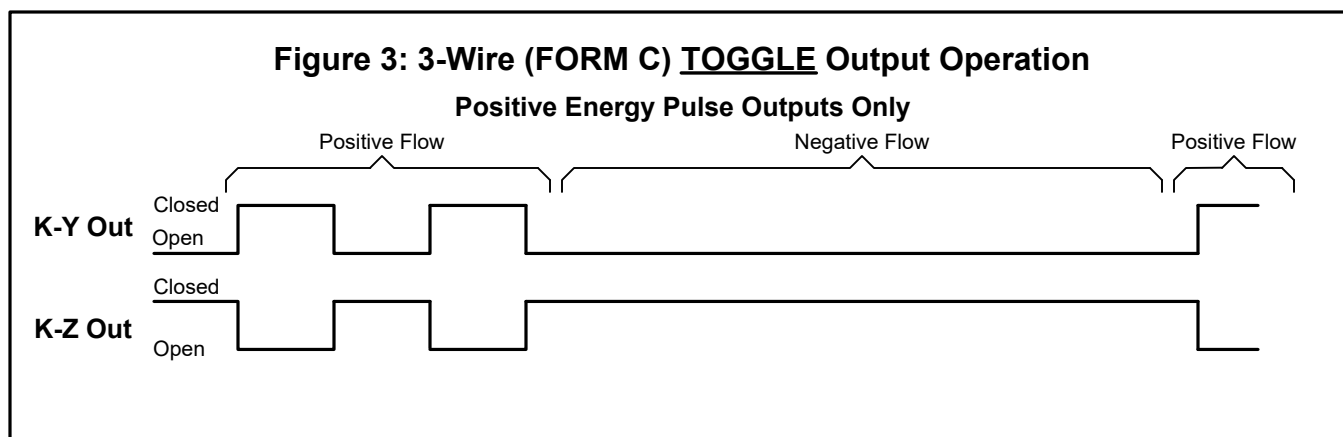 Figure 3: 3-Wire (FORM C) TOGGLE Output Operation
Positive Energy Pulse Outputs Only
Positive Flow
Negative Flow
Positive Flow
K-Y Out
Closed
Open
K-Z Out
Closed
Open